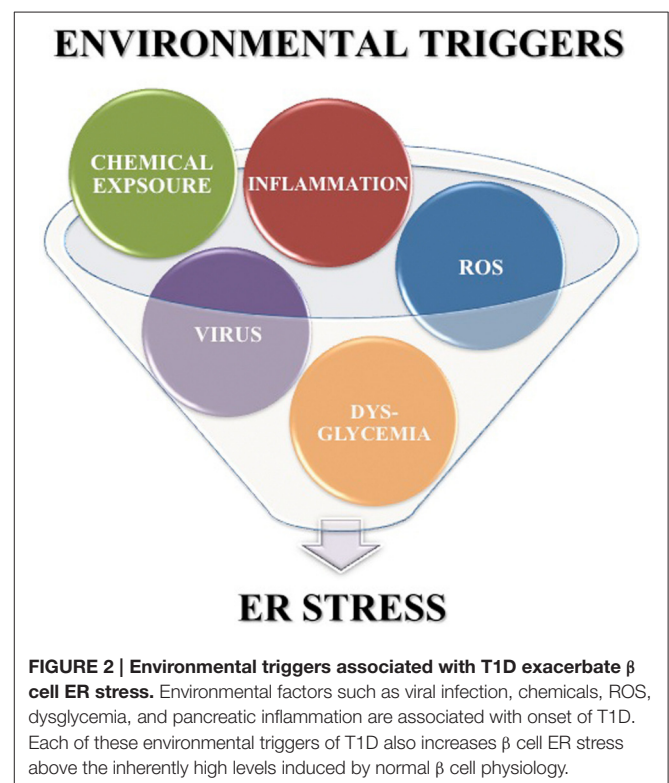 ENVIRONMENTAL TRIGGERS
CHEMICAL
EXPSOURE
INFLAMMATION
ROS
VIRUS
DYS-
GLYCEMIA
ER STRESS
FIGURE 2 | Environmental triggers associated with T1D exacerbate β
cell ER stress. Environmental factors such as viral infection, chemicals, ROS,
dysglycemia, and pancreatic inflammation are associated with onset of T1D.
Each of these environmental triggers of T1D also increases β cell ER stress
above the inherently high levels induced by normal β cell physiology.